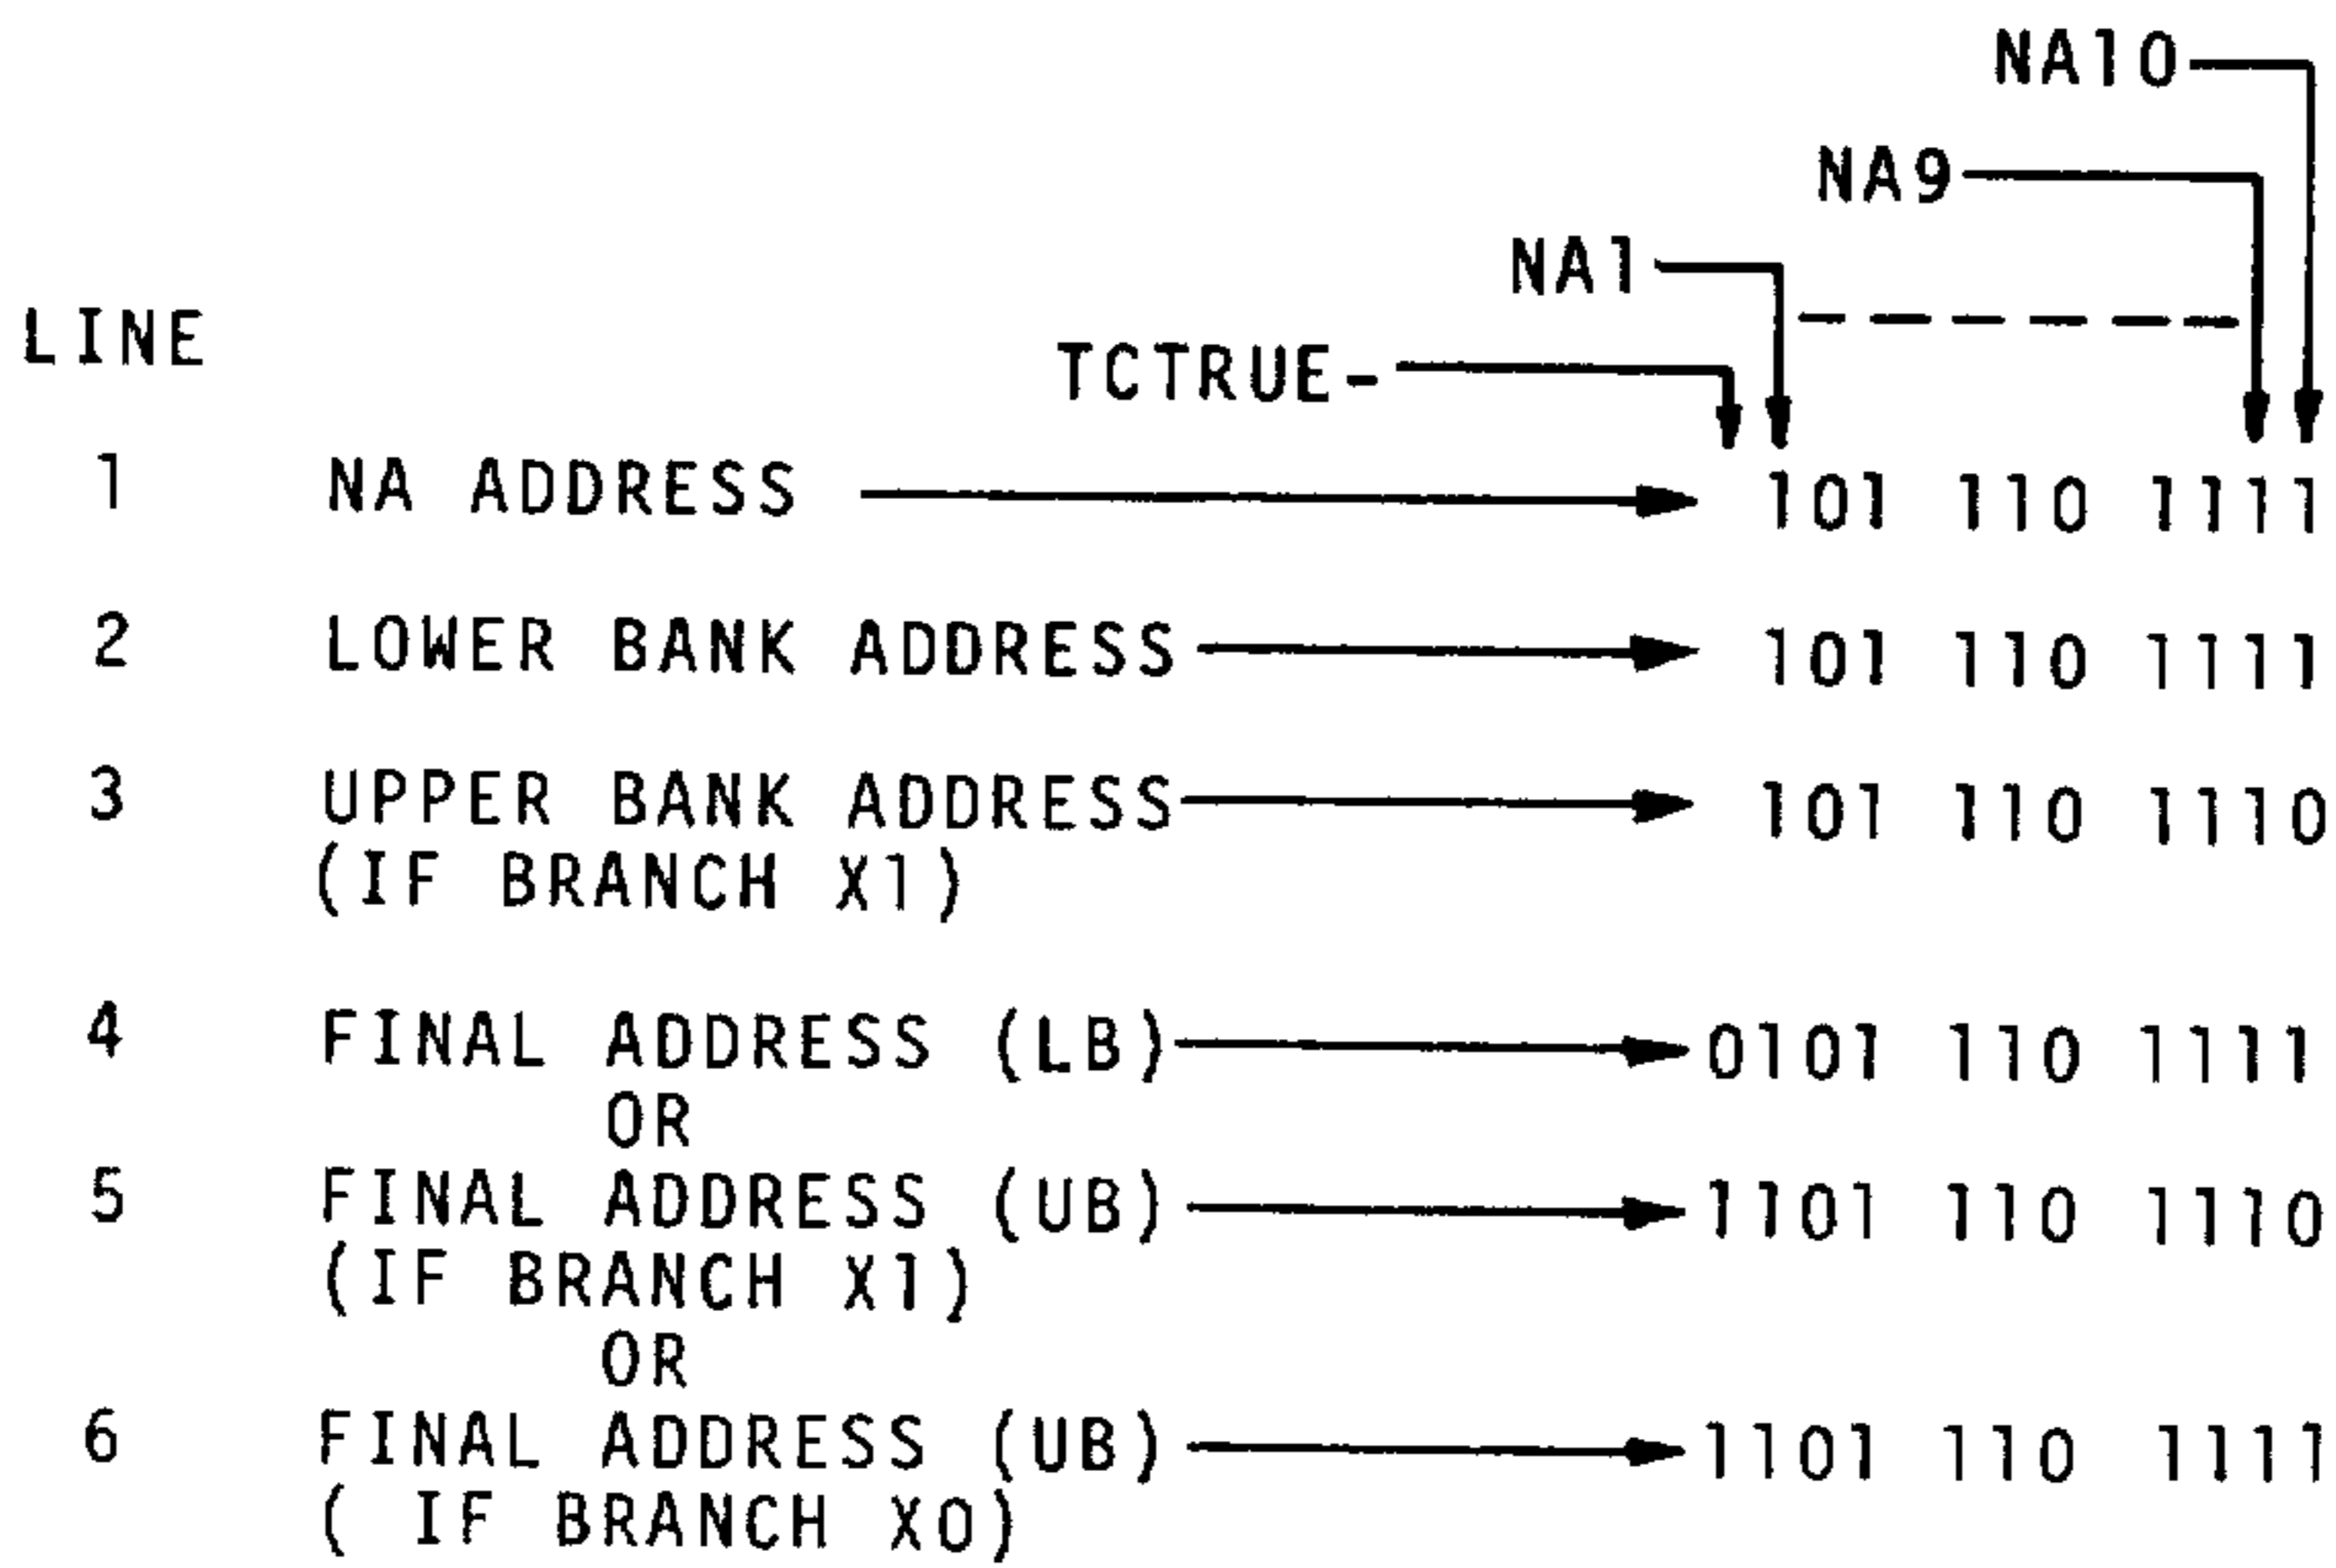 NA10
NA9
NA1
LINE
TCTRUE-
1 NA ADDRESS 101 110 1111
2 LOWER BANK ADDRESS 101 110 1111
3 UPPER BANK ADDRESS 101 110 1110
(IF BRANCH X1)
4 FINAL ADDRESS (LB) 0101 110 1111
OR
5 FINAL ADDRESS (UB) 1101 110 1110
(IF BRANCH X1)
OR
6 FINAL ADDRESS (UB) 1101 110 1111
( IF BRANCH X0)